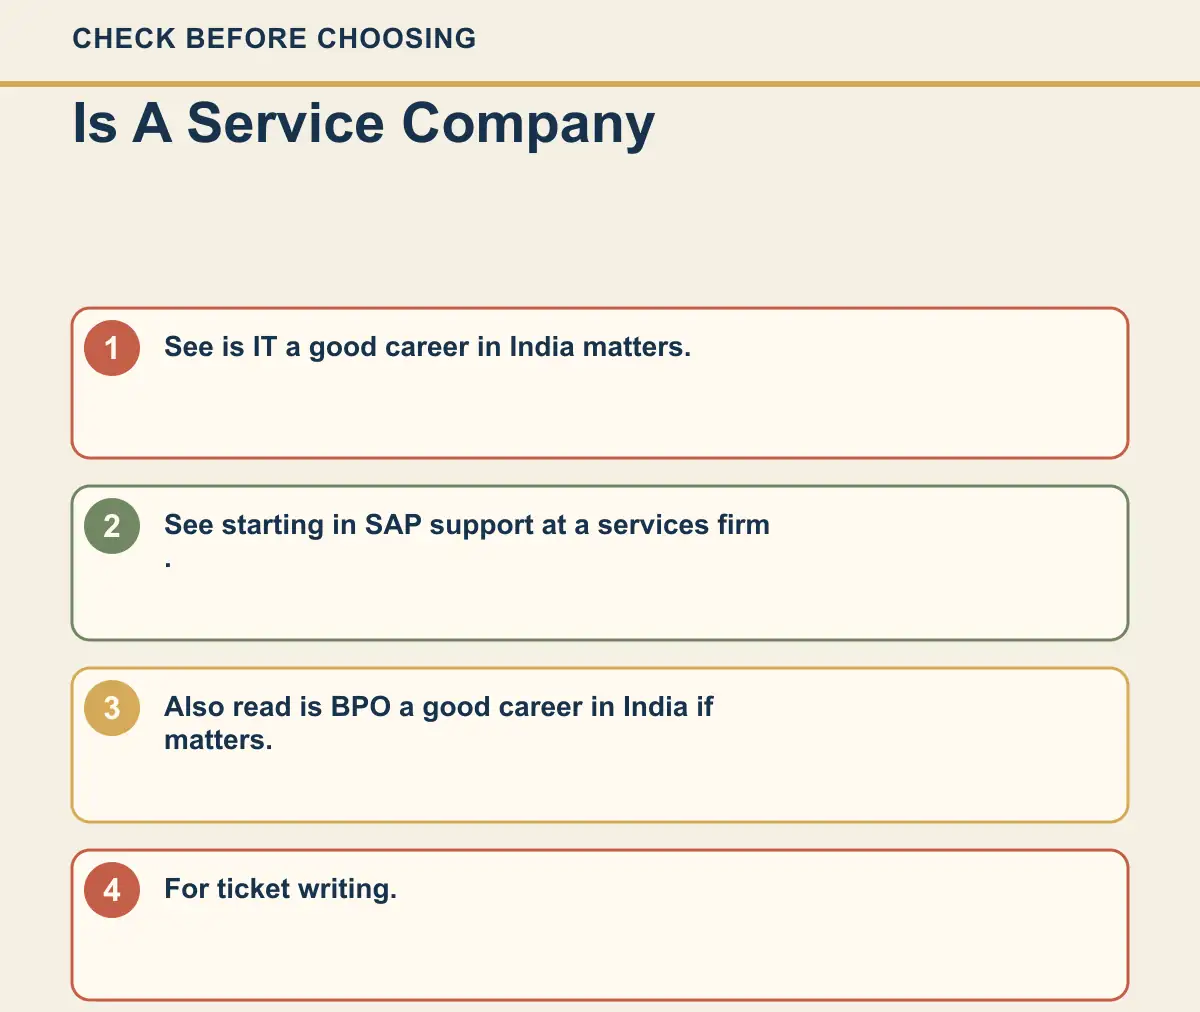 CHECK BEFORE CHOOSING
Is A Service Company
1
See is IT a good career in India matters.
2
See starting in SAP support at a services firm
.
3
Also read is BPO a good career in India if
matters.
4
For ticket writing.